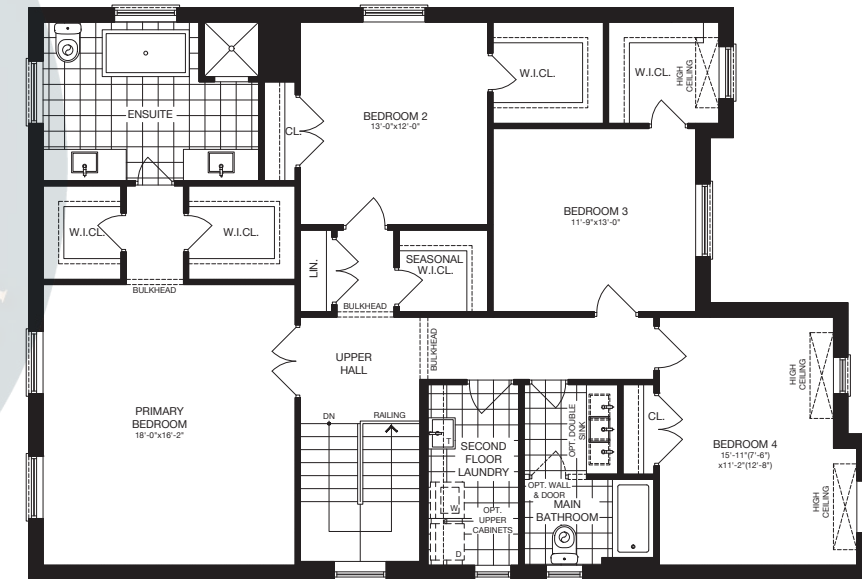 ENSUITE
CL.
BEDROOM 2
13'-0"x12'-0"
W.I.CL.
W.I.CL.
HIGH
CEILING
BEDROOM 3
11'-9"x13'-0"
W.I.CL.
W.I.CL.
BULKHEAD
LIN.
SEASONAL
W.I.CL.
BULKHEAD
BULKHEAD
UPPER
HALL
PRIMARY
BEDROOM
18'-0"x16'-2"
DN
RAILING
T
SECOND
FLOOR
LAUNDRY
W
D
OPT.
UPPER
CABINETS
OPT. DOUBLE
SINK
OPT. WALL
& DOOR
MAIN
BATHROOM
CL.
BEDROOM 4
15'-11"(7'-6")
x11'-2"(12'-8")
HIGH
CEILING
HIGH
CEILING